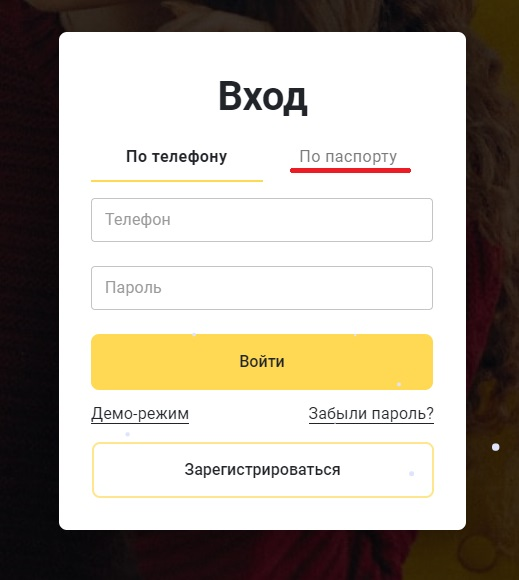 Вход
По телефону По паспорту
Телефон
Пароль
Войти
Демо-режим Забыли пароль?
Зарегистрироваться